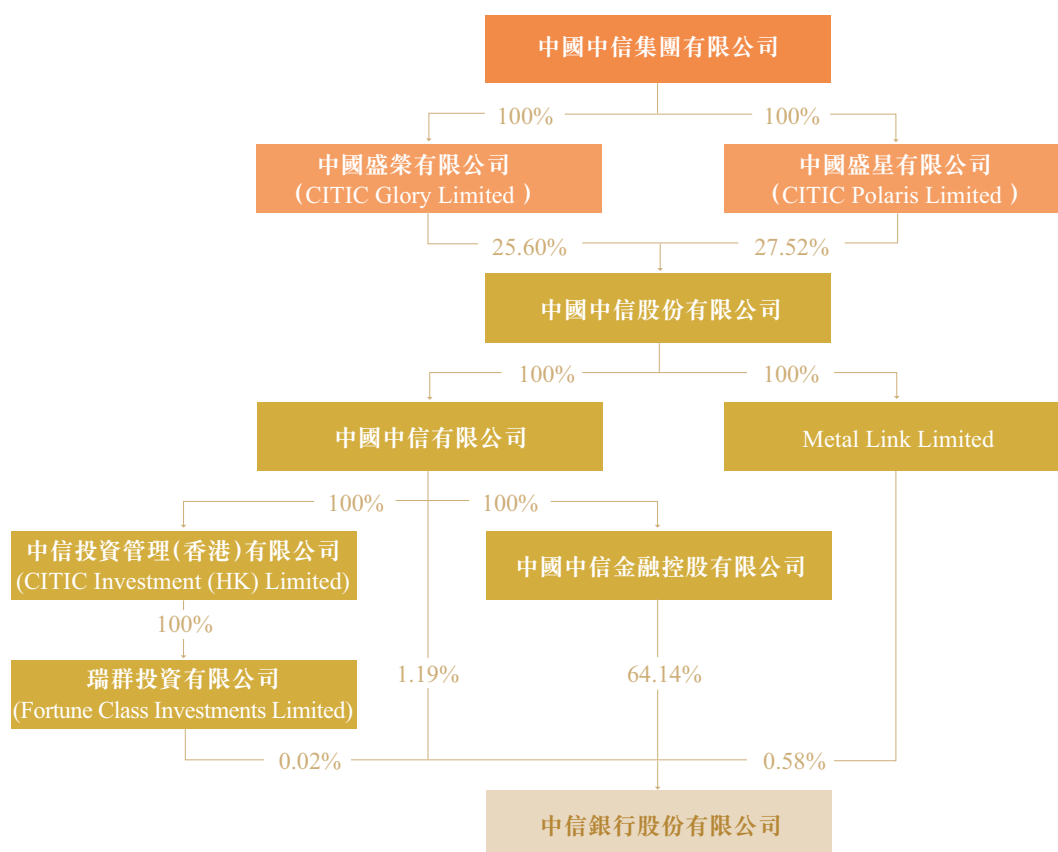 中國中信集團有限公司
100%
100%
中國盛榮有限公司
(CITIC Glory Limited )
中國盛星有限公司
(CITIC Polaris Limited )
25.60%
27.52%
中國中信股份有限公司
100%
100%
中國中信有限公司
Metal Link Limited
100%
100%
中信投資管理(香港)有限公司
(CITIC Investment (HK) Limited)
中國中信金融控股有限公司
100%
瑞群投資有限公司
(Fortune Class Investments Limited)
1.19%
64.14%
0.02%
0.58%
中信銀行股份有限公司